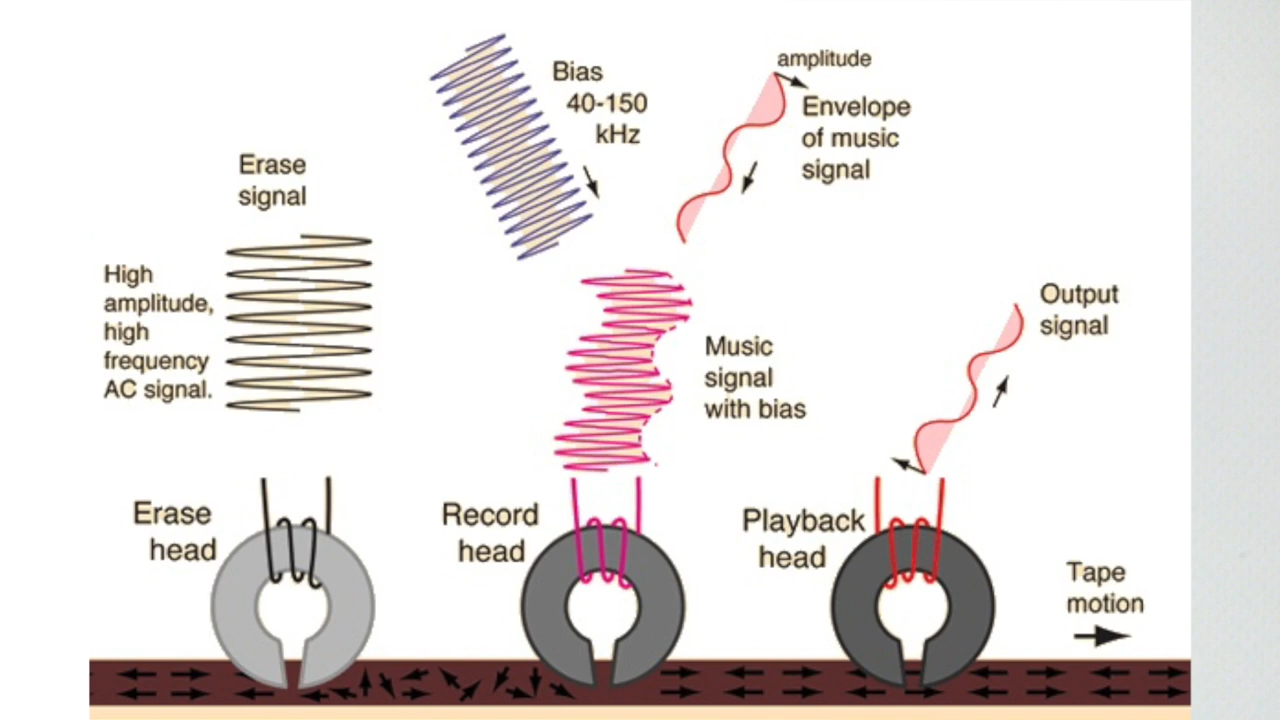 Erase
signal
High
amplitude,
high
frequency
AC signal.
Bias
40-150
kHz
amplitude
Envelope
of music
signal
Music
signal
with bias
Output
signal
Erase
head
Record
head
Playback
head
Tape
motion